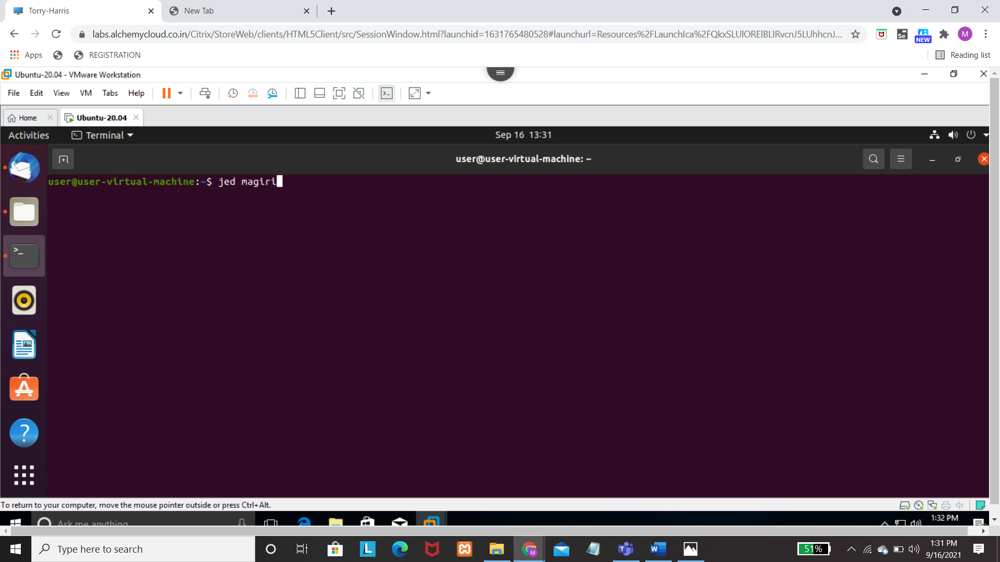 Torry-Harris
New Tab
labs.alchemycloud.co.in/Citrix/StoreWeb/clients/HTML5Client/src/SessionWindow.html?launchid=1631765480528#launchurl=Resources%2FLaunchIca%2FQkxSLUlORElBLlRvcnJ5LUhhcnJ...
Se
NEW
M
Apps
REGISTRATION
Reading list
Ubuntu-20.04 - VMware Workstation
File Edit View VM Tabs Help
Home
Ubuntu-20.04
Activities
Terminal
Sep 16 13:31
user@user-virtual-machine: ~
user@user-virtual-machine:~$ jed magiri
To return to your computer, move the mouse pointer outside or press Ctrl+Alt.
Ask me anything
1:32 PM
Type here to search
51%
1:31 PM
9/16/2021